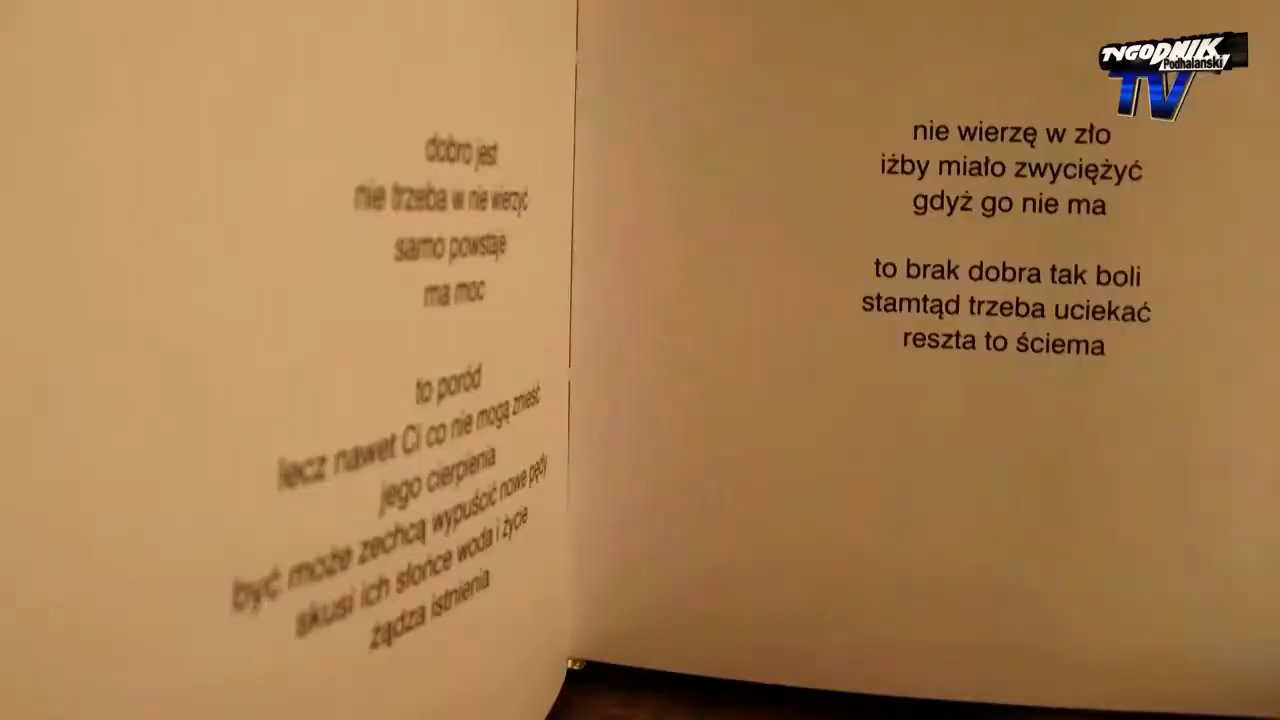 dobro jest
nie trzeba w nie wierzyć
samo powstaje
ma moc
to poród
lecz nawet Ci co nie mogą znieść
jego cierpienia
być może zechcą wypuścić nowe pędy
skusi ich słońce woda i życie
żądza istnienia
nie wierzę w zło
iżby miało zwyciężyć
gdyż go nie ma
to brak dobra tak boli
stamtąd trzeba uciekać
reszta to ściema
TYGODNIK
Podhalański
TV